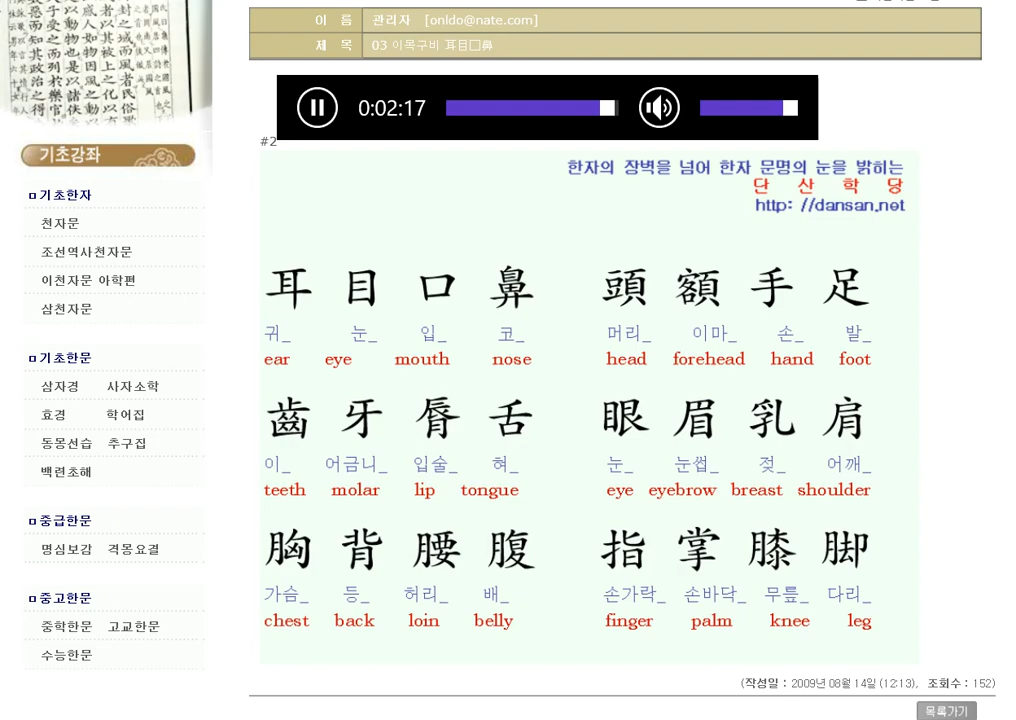 이 름 관리자 [onldo@nate.com]
제 목 03 이목구비 耳目口鼻
0:02:17
#2
기초강좌
기초한자
천자문
조선역사천자문
이천자문 아학편
삼천자문
기초한문
삼자경 사자소학
효경 학어집
동몽선습 추구집
백련초해
중급한문
명심보감 격몽요결
중고한문
중학한문 고교한문
수능한문
한자의 장벽을 넘어 한자 문명의 눈을 밝히는
단 산 학 당
http: //dansan.net
耳 目 口 鼻 頭 額 手 足
귀_ 눈_ 입_ 코_ 머리_ 이마_ 손_ 발_
ear eye mouth nose head forehead hand foot
齒 牙 脣 舌 眼 眉 乳 肩
이_ 어금니_ 입술_ 혀_ 눈_ 눈썹_ 젖_ 어깨_
teeth molar lip tongue eye eyebrow breast shoulder
胸 背 腰 腹 指 掌 膝 脚
가슴_ 등_ 허리_ 배_ 손가락_ 손바닥_ 무릎_ 다리_
chest back loin belly finger palm knee leg
(작성일 : 2009년 08월 14일 (12:13), 조회수 : 152)
목록가기